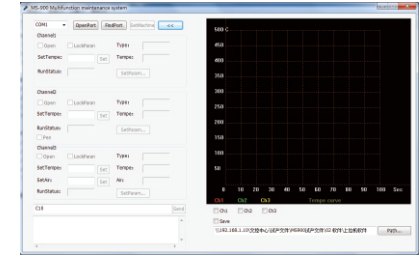 MS-900 Multifunction maintenance system
COM1 OpenPort FindPort SetMachine <<
Channel1
Open LockParam Type:
SetTempe: Set Tempe:
RunStatus: SetParam...
Channel2
Open LockParam Type:
SetTempe: Set Tempe:
RunStatus: SetParam...
Pen
Channel3
Open LockParam Type:
SetTempe: Set Tempe:
SetAir: Set Air:
RunStatus: SetParam...
Send
500
450
400
350
300
250
200
150
100
50
0 10 20 30 40 50 60 70 80 90 100 Sec
Ch1 Ch2 Ch3 Tempe curve
Ch1 Ch2 Ch3
Save
Path...